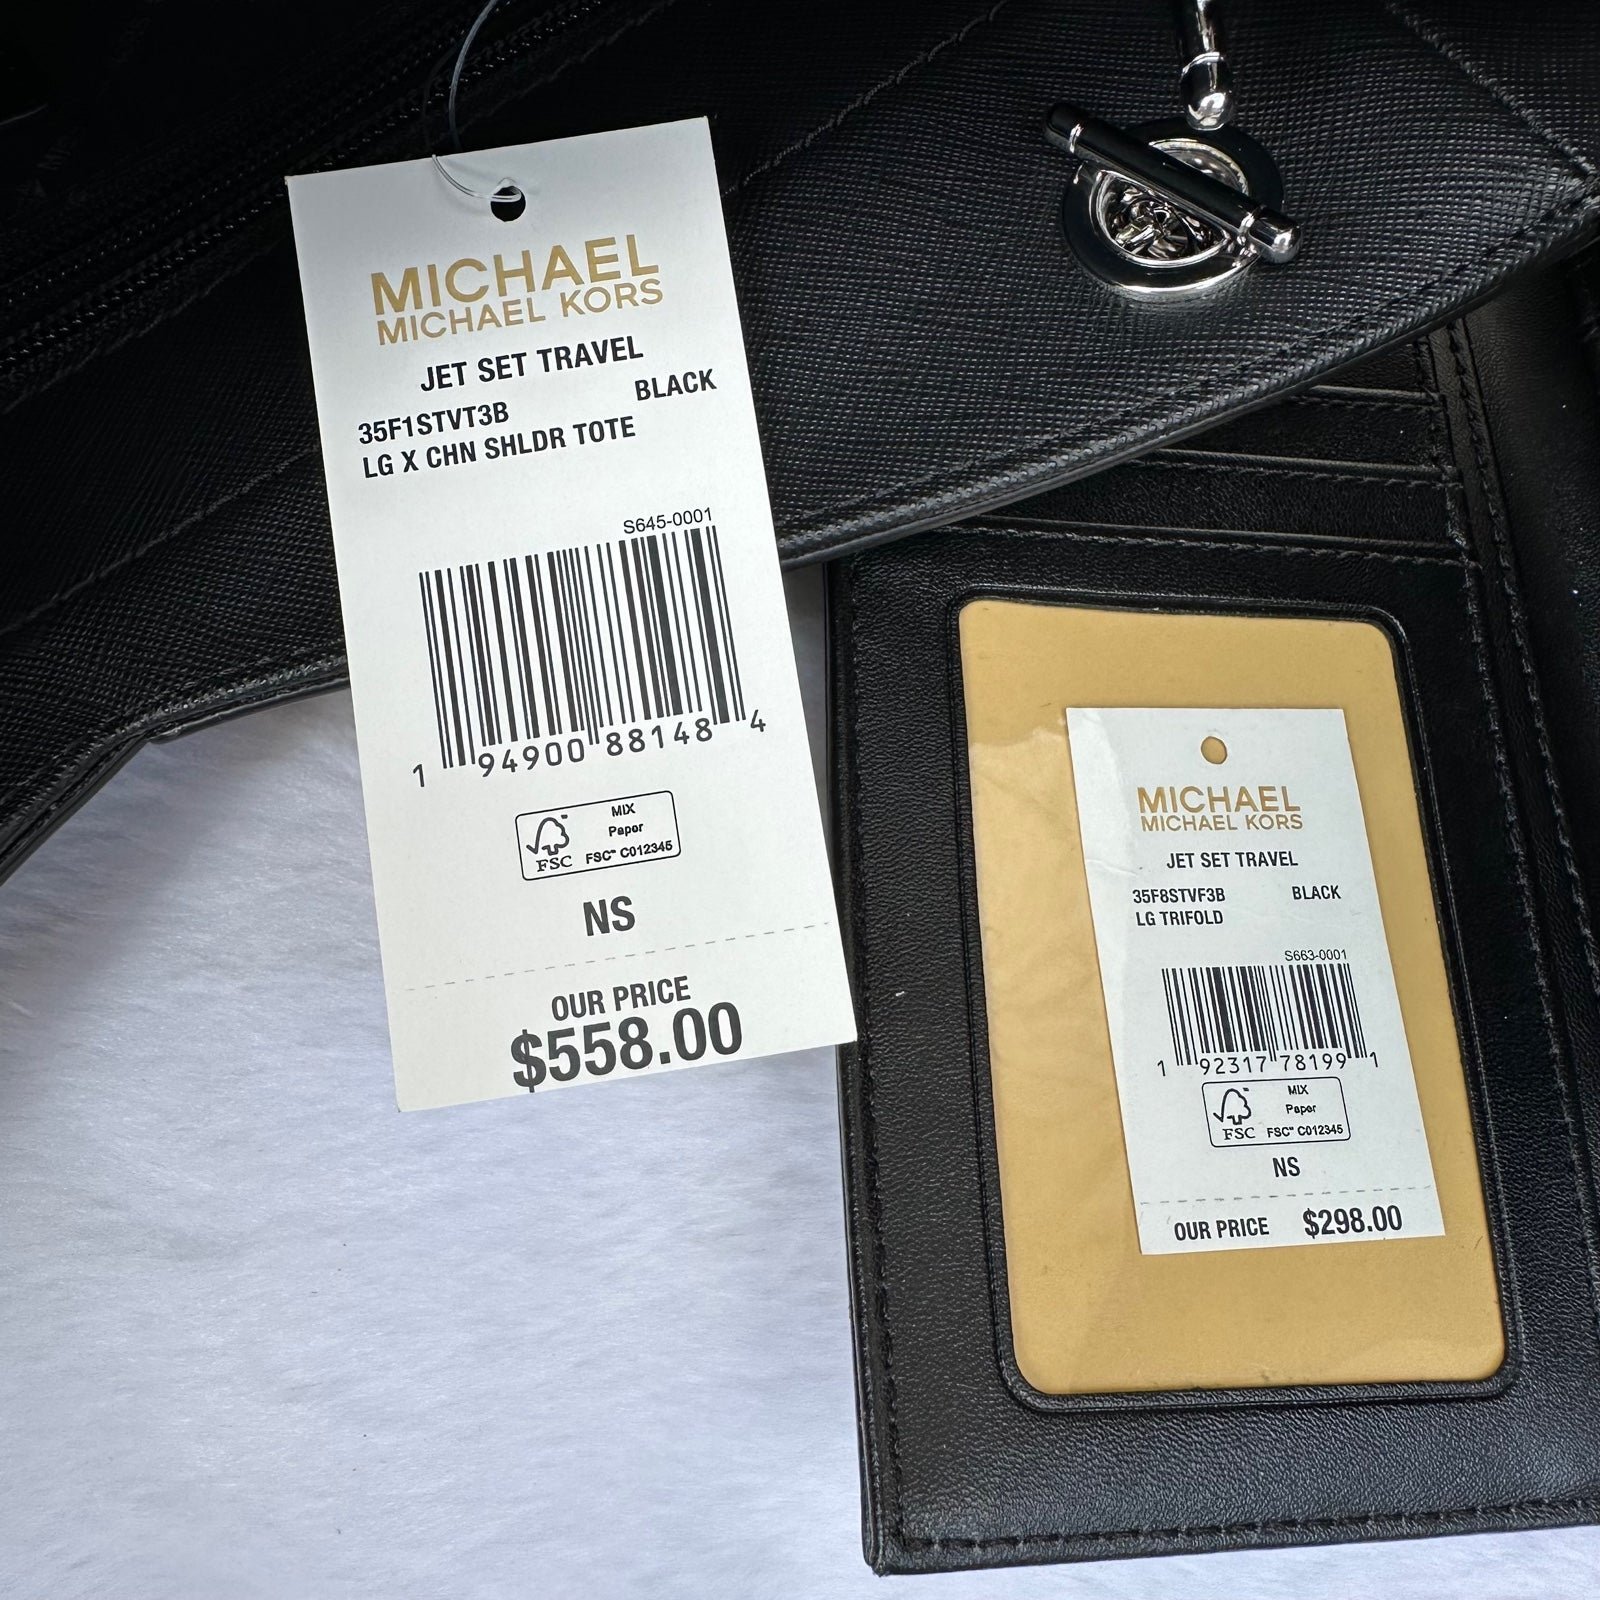 MICHAEL
MICHAEL KORS
JET SET TRAVEL
BLACK
35F1STVT3B
LG X CHN SHLDR TOTE
S645-0001
1 94900 88148 4
MIX
Paper
FSC™ C012345
FSC
NS
OUR PRICE
$558.00
MICHAEL
MICHAEL KORS
JET SET TRAVEL
35F8STVF3B BLACK
LG TRIFOLD
S663-0001
1 92317 78199 1
MIX
Paper
FSC™ C012345
FSC
NS
OUR PRICE $298.00